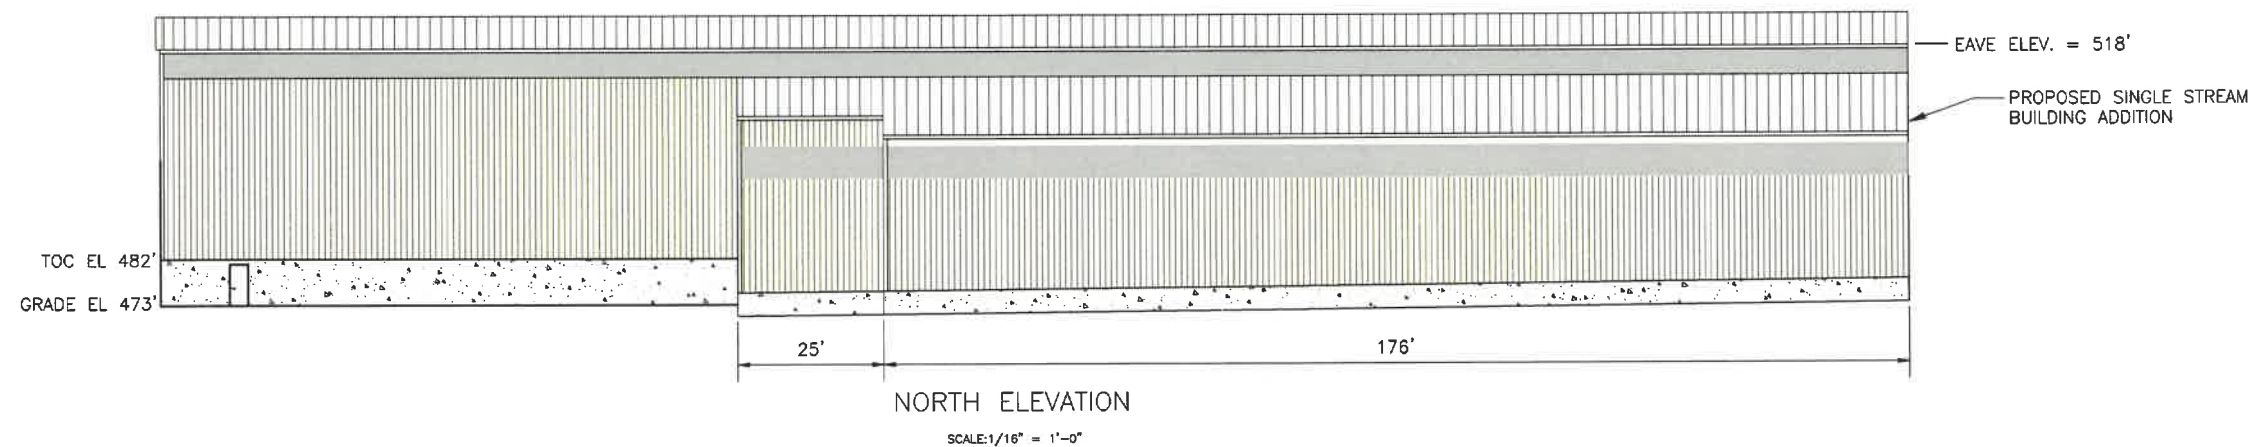 EAVE ELEV. = 518'
PROPOSED SINGLE STREAM
BUILDING ADDITION
TOC EL 482'
GRADE EL 473'
25'
176'
NORTH ELEVATION
SCALE:1/16" = 1'-0"